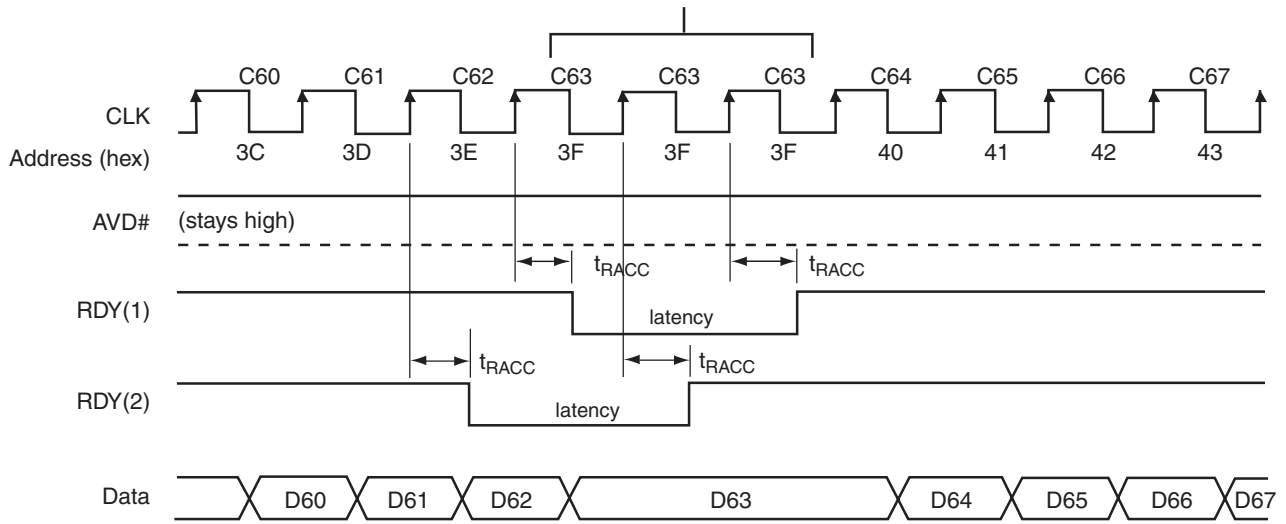 C60 C61 C62 C63 C63 C63 C64 C65 C66 C67
CLK
Address (hex) 3C 3D 3E 3F 3F 3F 40 41 42 43
AVD# (stays high)
tRACC tRACC
RDY(1) latency
tRACC tRACC
RDY(2) latency
Data D60 D61 D62 D63 D64 D65 D66 D67